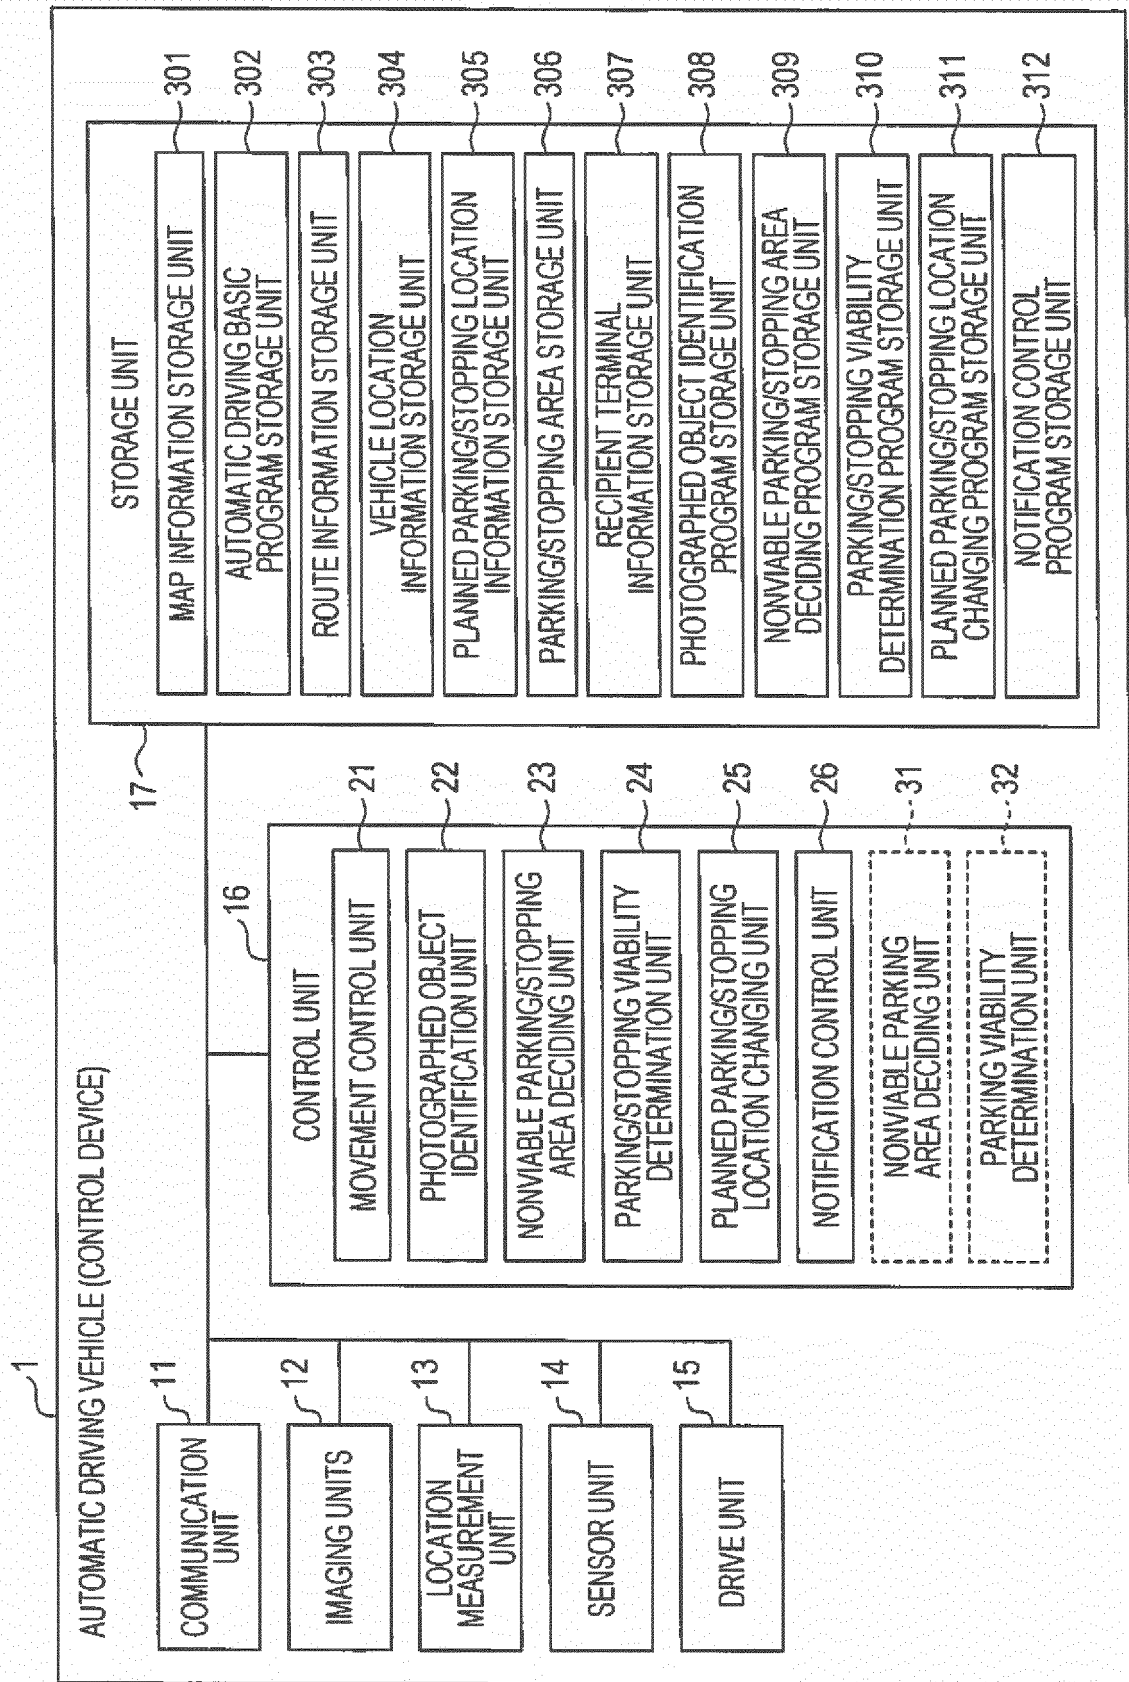 1
AUTOMATIC DRIVING VEHICLE (CONTROL DEVICE)
11
COMMUNICATION
UNIT
12
IMAGING UNITS
13
LOCATION
MEASUREMENT
UNIT
14
SENSOR UNIT
15
DRIVE UNIT
16
CONTROL UNIT
MOVEMENT CONTROL UNIT
21
PHOTOGRAPHED OBJECT
IDENTIFICATION UNIT
22
NONVIABLE PARKING/STOPPING
AREA DECIDING UNIT
23
PARKING/STOPPING VIABILITY
DETERMINATION UNIT
24
PLANNED PARKING/STOPPING
LOCATION CHANGING UNIT
25
NOTIFICATION CONTROL UNIT
26
NONVIABLE PARKING
AREA DECIDING UNIT
31
PARKING VIABILITY
DETERMINATION UNIT
32
17
STORAGE UNIT
MAP INFORMATION STORAGE UNIT
301
AUTOMATIC DRIVING BASIC
PROGRAM STORAGE UNIT
302
ROUTE INFORMATION STORAGE UNIT
303
VEHICLE LOCATION
INFORMATION STORAGE UNIT
304
PLANNED PARKING/STOPPING LOCATION
INFORMATION STORAGE UNIT
305
PARKING/STOPPING AREA STORAGE UNIT
306
RECIPIENT TERMINAL
INFORMATION STORAGE UNIT
307
PHOTOGRAPHED OBJECT IDENTIFICATION
PROGRAM STORAGE UNIT
308
NONVIABLE PARKING/STOPPING AREA
DECIDING PROGRAM STORAGE UNIT
309
PARKING/STOPPING VIABILITY
DETERMINATION PROGRAM STORAGE UNIT
310
PLANNED PARKING/STOPPING LOCATION
CHANGING PROGRAM STORAGE UNIT
311
NOTIFICATION CONTROL
PROGRAM STORAGE UNIT
312